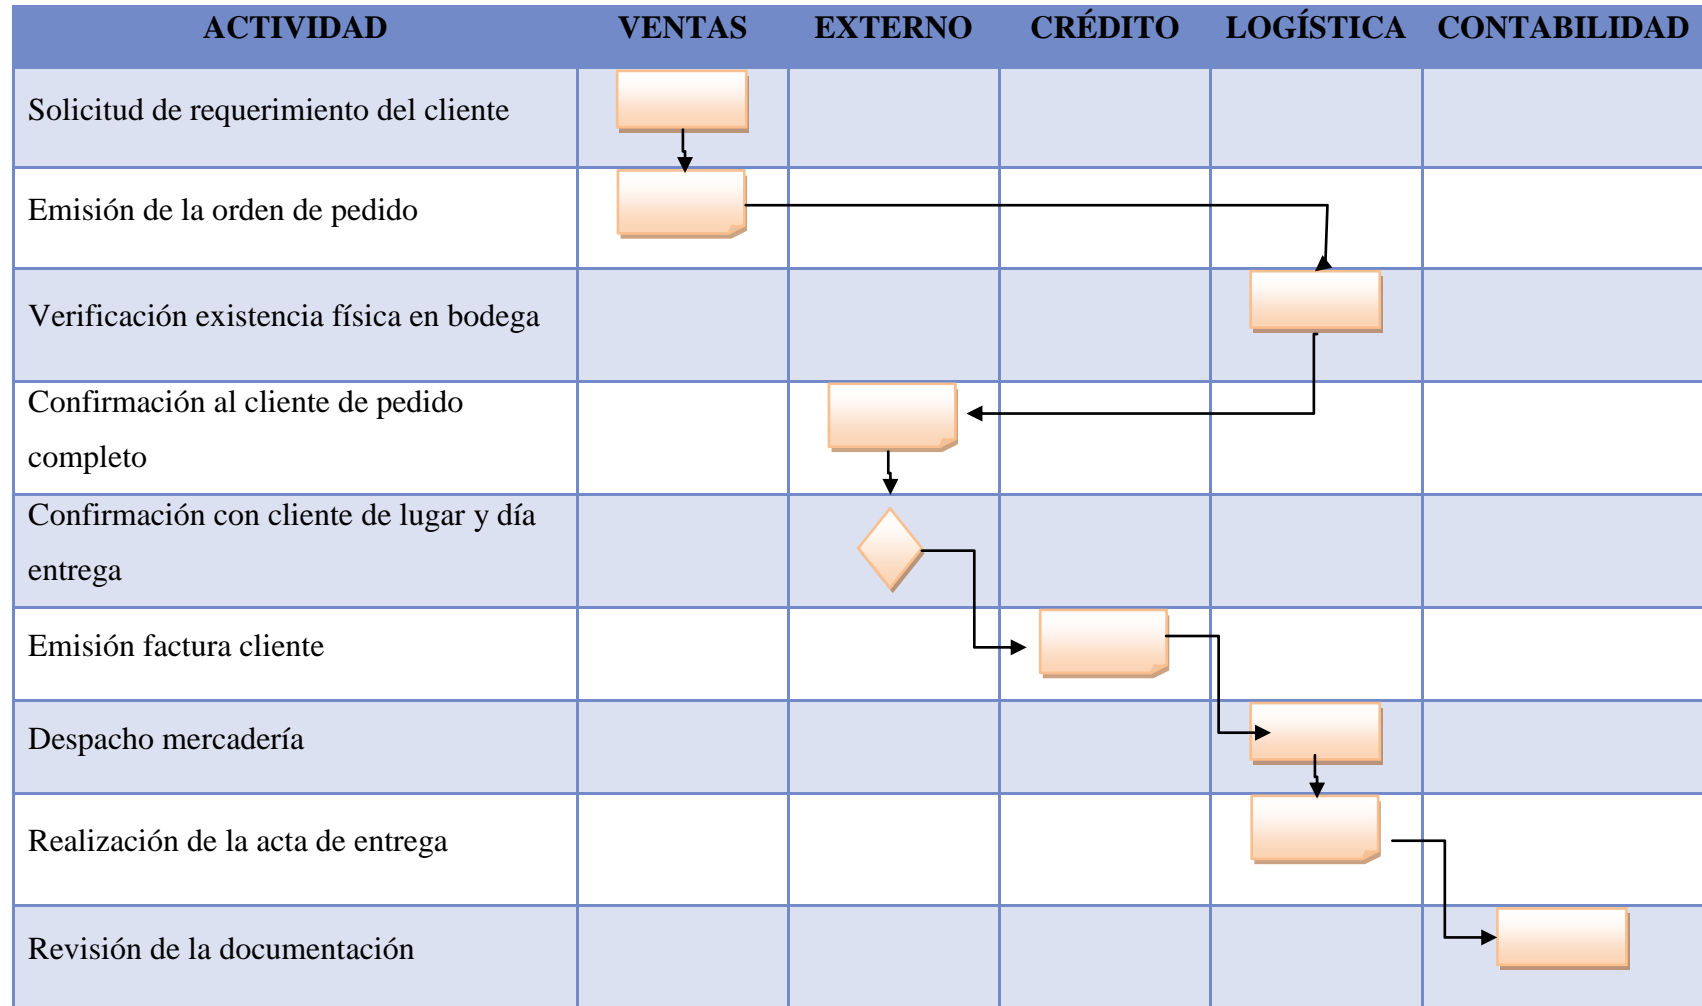 ACTIVIDAD VENTAS EXTERNO CRÉDITO LOGÍSTICA CONTABILIDAD
Solicitud de requerimiento del cliente
Emisión de la orden de pedido
Verificación existencia física en bodega
Confirmación al cliente de pedido
completo
Confirmación con cliente de lugar y día
entrega
Emisión factura cliente
Despacho mercadería
Realización de la acta de entrega
Revisión de la documentación